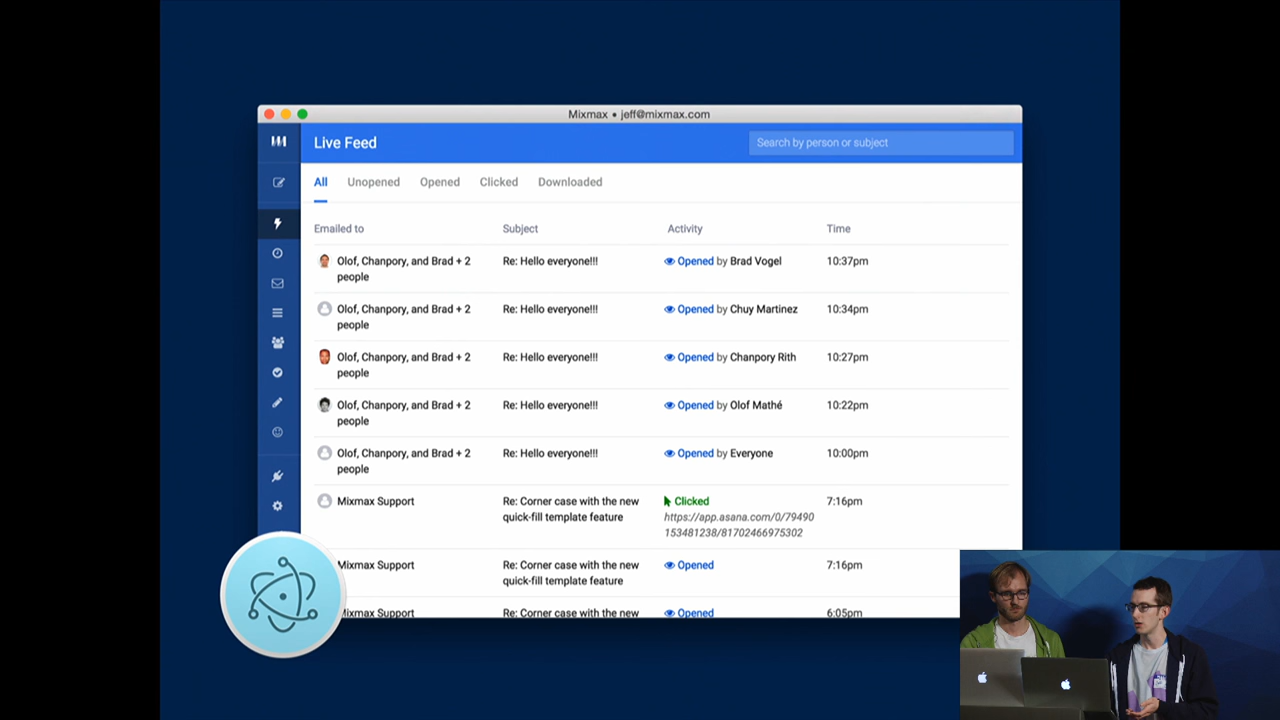 Mixmax • jeff@mixmax.com
Live Feed
Search by person or subject
All Unopened Opened Clicked Downloaded
Emailed to Subject Activity Time
Olof, Chanpory, and Brad + 2 Re: Hello everyone!!! Opened by Brad Vogel 10:37pm
people
Olof, Chanpory, and Brad + 2 Re: Hello everyone!!! Opened by Chuy Martinez 10:34pm
people
Olof, Chanpory, and Brad + 2 Re: Hello everyone!!! Opened by Chanpory Rith 10:27pm
people
Olof, Chanpory, and Brad + 2 Re: Hello everyone!!! Opened by Olof Mathé 10:22pm
people
Olof, Chanpory, and Brad + 2 Re: Hello everyone!!! Opened by Everyone 10:00pm
people
Mixmax Support Re: Corner case with the new Clicked 7:16pm
quick-fill template feature https://app.asana.com/0/79490
153481238/81702466975302
Mixmax Support Re: Corner case with the new Opened 7:16pm
quick-fill template feature
Mixmax Support Re: Corner case with the new Opened 6:05pm